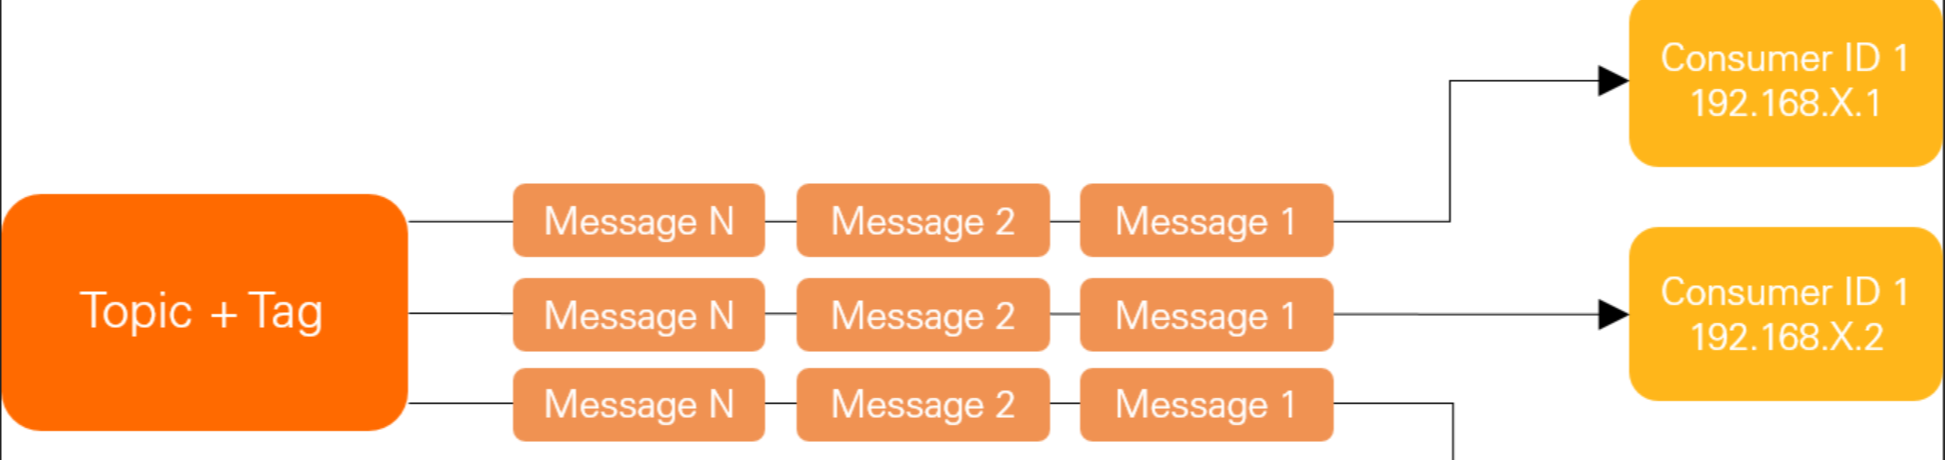 Consumer ID 1
192.168.X.1
Message N
Message 2
Message 1
Topic + Tag
Message N
Message 2
Message 1
Consumer ID 1
192.168.X.2
Message N
Message 2
Message 1